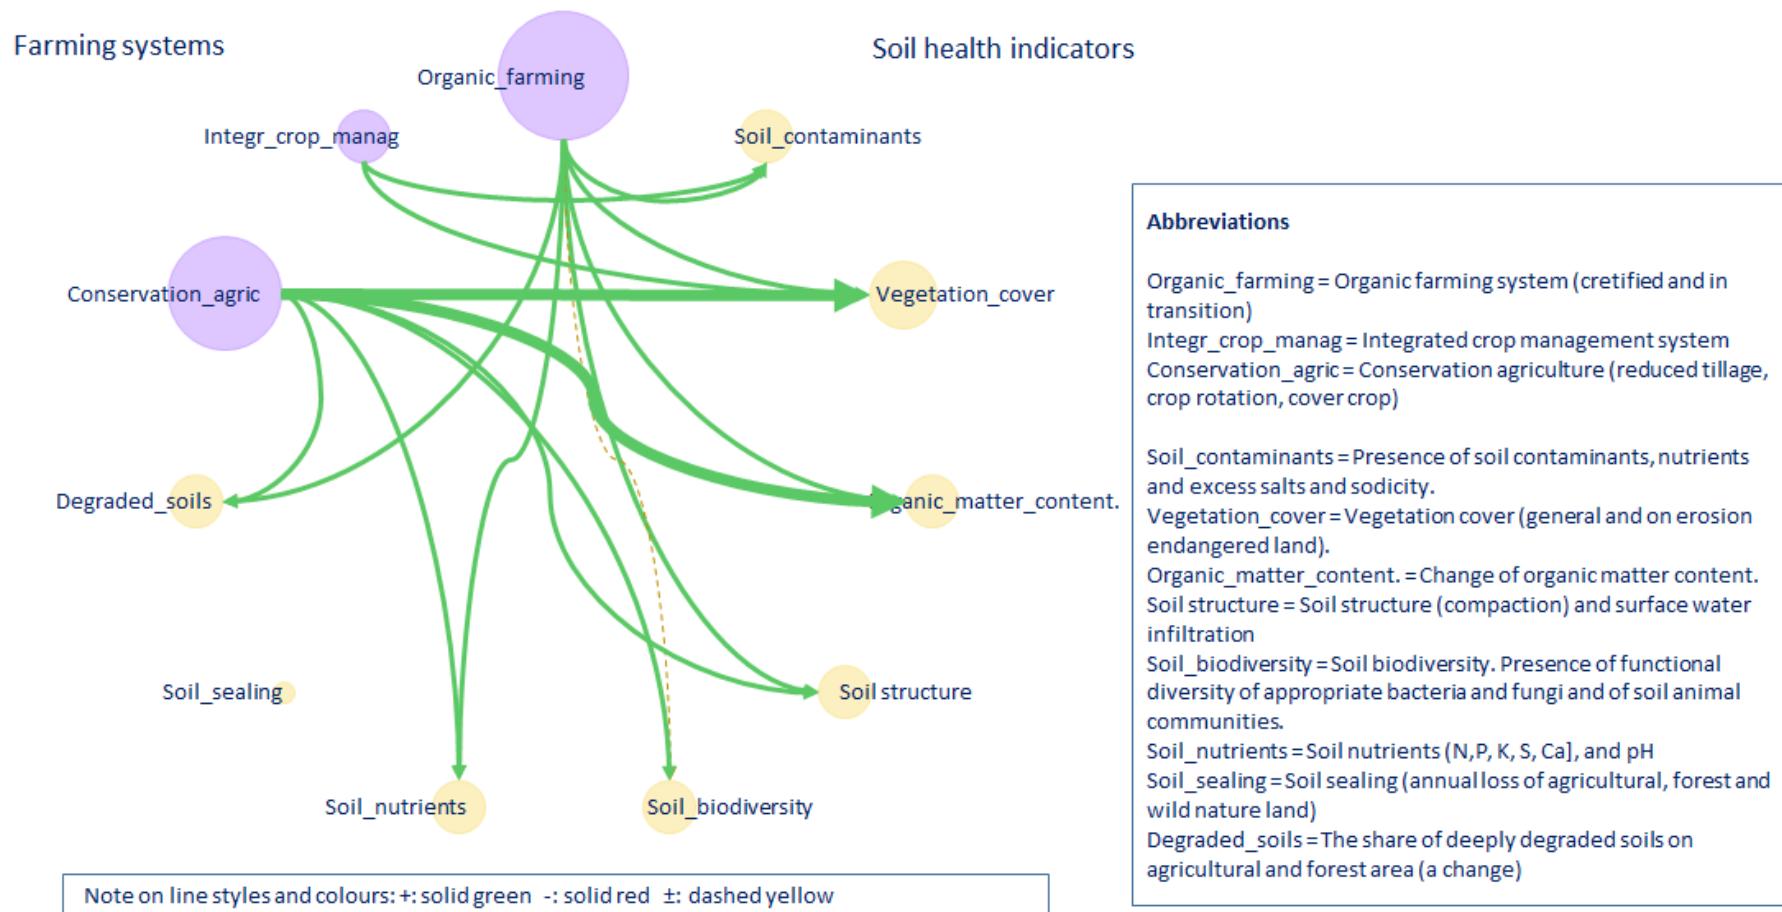 Farming systems
Soil health indicators
Organic_farming
Integr_crop_manag
Soil_contaminants
Conservation_agric
Vegetation_cover
Degraded_soils
Organic_matter_content.
Soil_sealing
Soil structure
Soil_nutrients
Soil_biodiversity
Abbreviations
Organic_farming = Organic farming system (cretified and in
transition)
Integr_crop_manag = Integrated crop management system
Conservation_agric = Conservation agriculture (reduced tillage,
crop rotation, cover crop)
Soil_contaminants = Presence of soil contaminants, nutrients
and excess salts and sodicity.
Vegetation_cover = Vegetation cover (general and on erosion
endangered land).
Organic_matter_content. = Change of organic matter content.
Soil structure = Soil structure (compaction) and surface water
infiltration
Soil_biodiversity = Soil biodiversity. Presence of functional
diversity of appropriate bacteria and fungi and of soil animal
communities.
Soil_nutrients = Soil nutrients (N,P, K, S, Ca], and pH
Soil_sealing = Soil sealing (annual loss of agricultural, forest and
wild nature land)
Degraded_soils = The share of deeply degraded soils on
agricultural and forest area (a change)
Note on line styles and colours: +: solid green -: solid red ±: dashed yellow